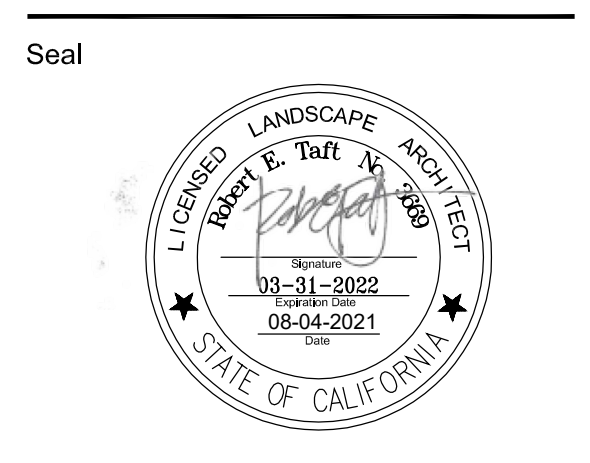 Seal
LICENSED LANDSCAPE ARCHITECT
Robert E. Taft No. 3669
Signature
03-31-2022
Expiration Date
08-04-2021
Date
STATE OF CALIFORNIA